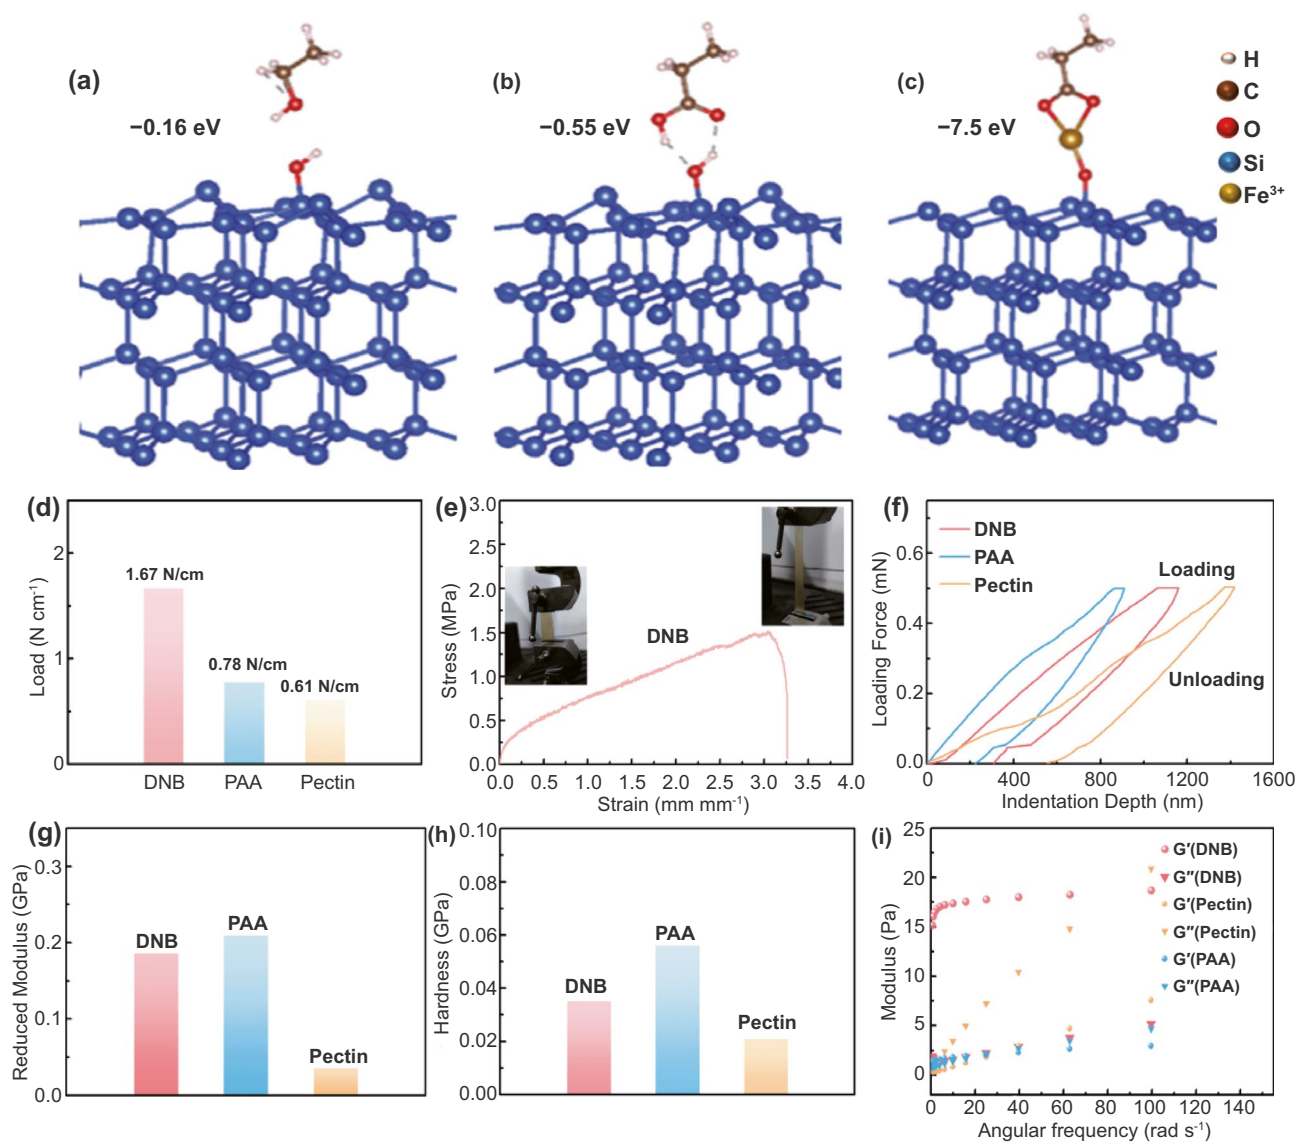 (a)
−0.16 eV
(b)
−0.55 eV
(c)
−7.5 eV
H
C
O
Si
Fe³⁺
(d)
Load (N cm⁻¹)
2
1
0
1.67 N/cm
0.78 N/cm
0.61 N/cm
DNB PAA Pectin
(e)
Stress (MPa)
3.0
2.5
2.0
1.5
1.0
0.5
0.0
DNB
0.0 0.5 1.0 1.5 2.0 2.5 3.0 3.5 4.0
Strain (mm mm⁻¹)
(f)
Loading Force (mN)
0.6
0.4
0.2
0.0
DNB
PAA
Pectin
Loading
Unloading
0 400 800 1200 1600
Indentation Depth (nm)
(g)
Reduced Modulus (GPa)
0.3
0.2
0.1
0.0
DNB
PAA
Pectin
(h)
Hardness (GPa)
0.10
0.08
0.06
0.04
0.02
0.00
DNB
PAA
Pectin
(i)
Modulus (Pa)
25
20
15
10
5
0
G′(DNB)
G″(DNB)
G′(Pectin)
G″(Pectin)
G′(PAA)
G″(PAA)
0 20 40 60 80 100 120 140
Angular frequency (rad s⁻¹)